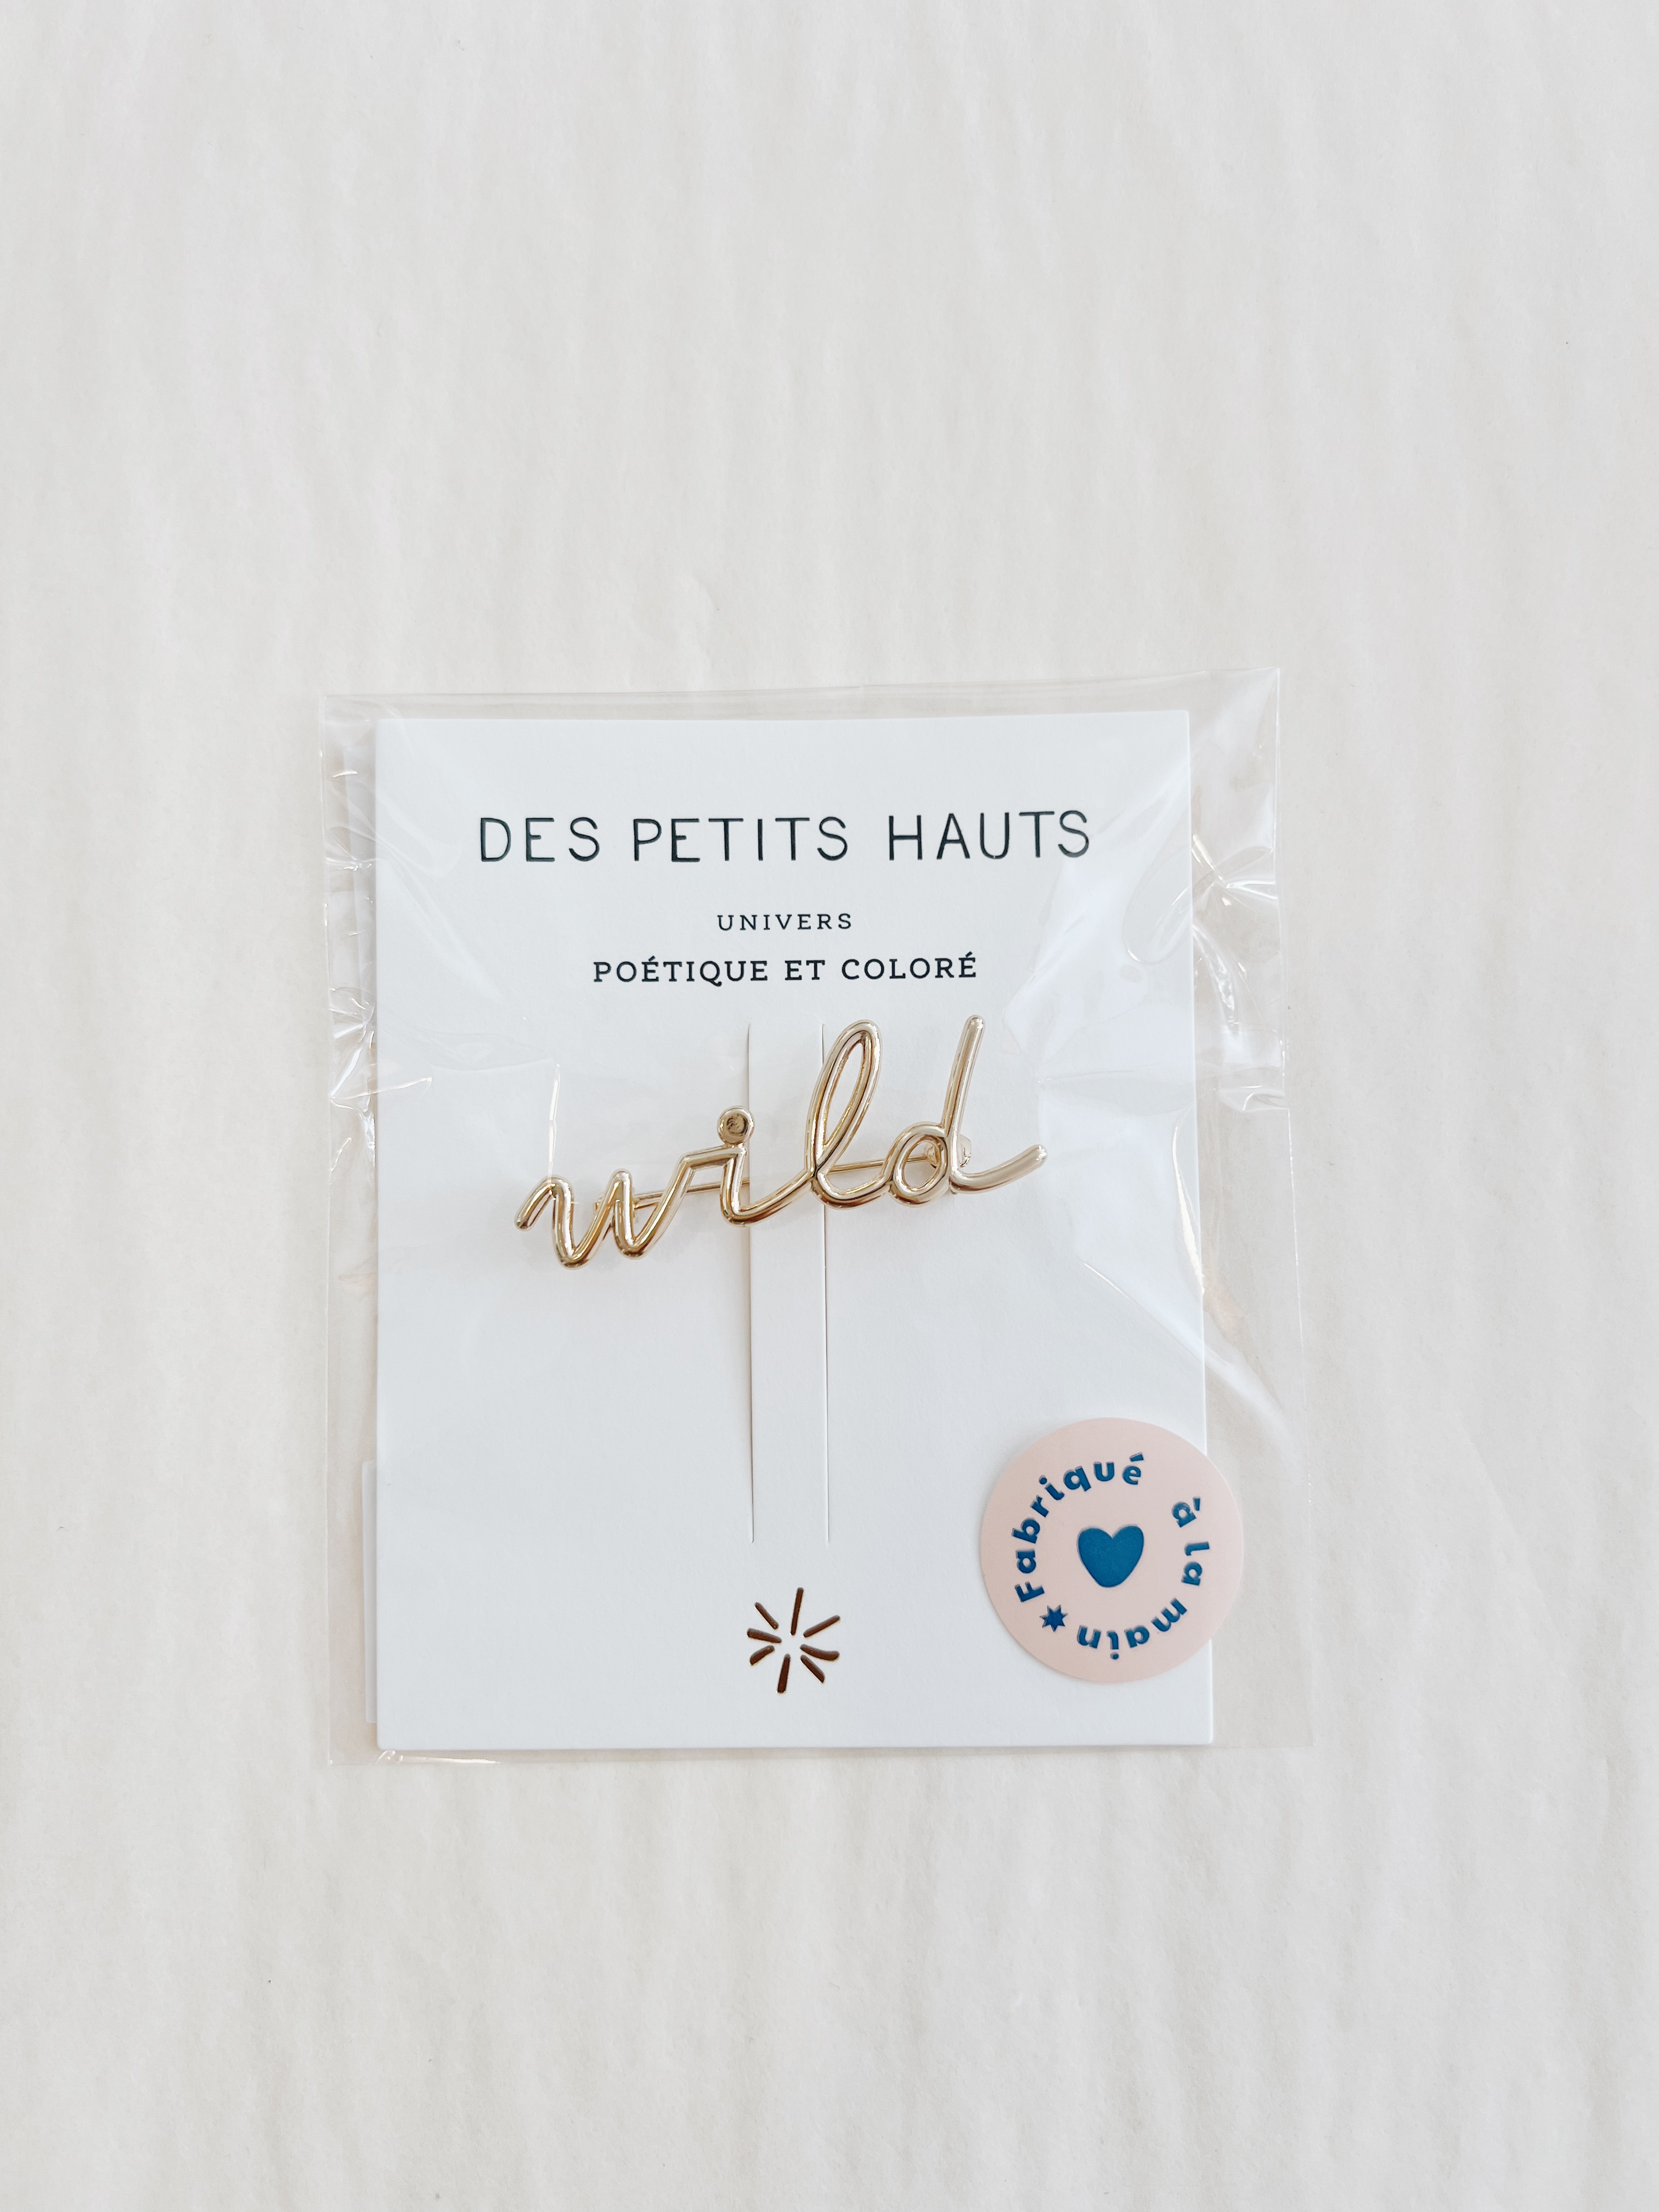 DES PETITS HAUTS
UNIVERS
POÉTIQUE ET COLORÉ
wild
Fabriqué à la main